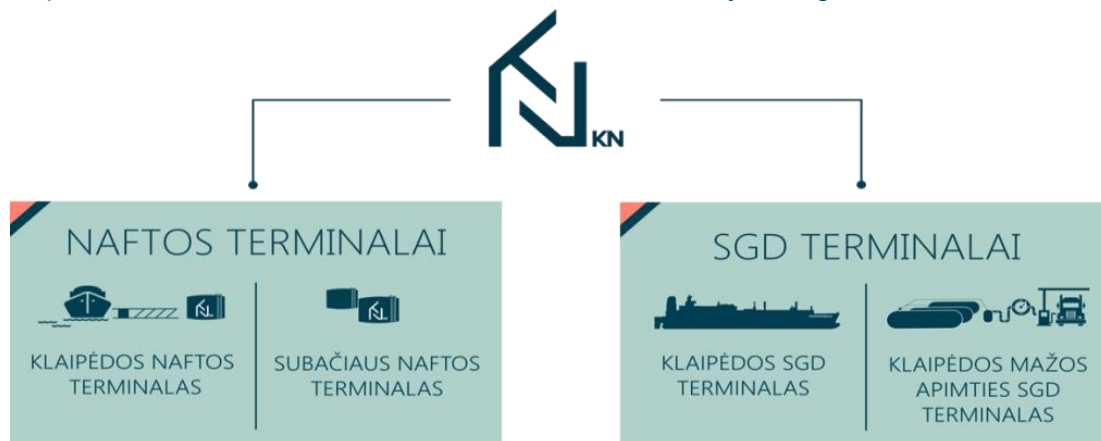 KN
NAFTOS TERMINALAI
KLAIPĖDOS NAFTOS
TERMINALAS
SUBAČIAUS NAFTOS
TERMINALAS
SGD TERMINALAI
KLAIPĖDOS SGD
TERMINALAS
KLAIPĖDOS MAŽOS
APIMTIES SGD
TERMINALAS